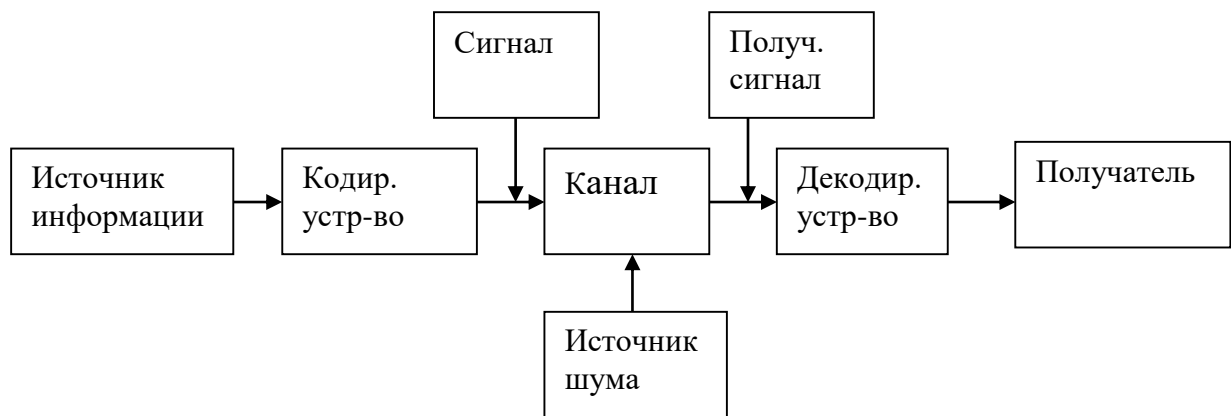 Сигнал
Получ.
сигнал
Источник
информации
Кодир.
устр-во
Канал
Декодир.
устр-во
Получатель
Источник
шума